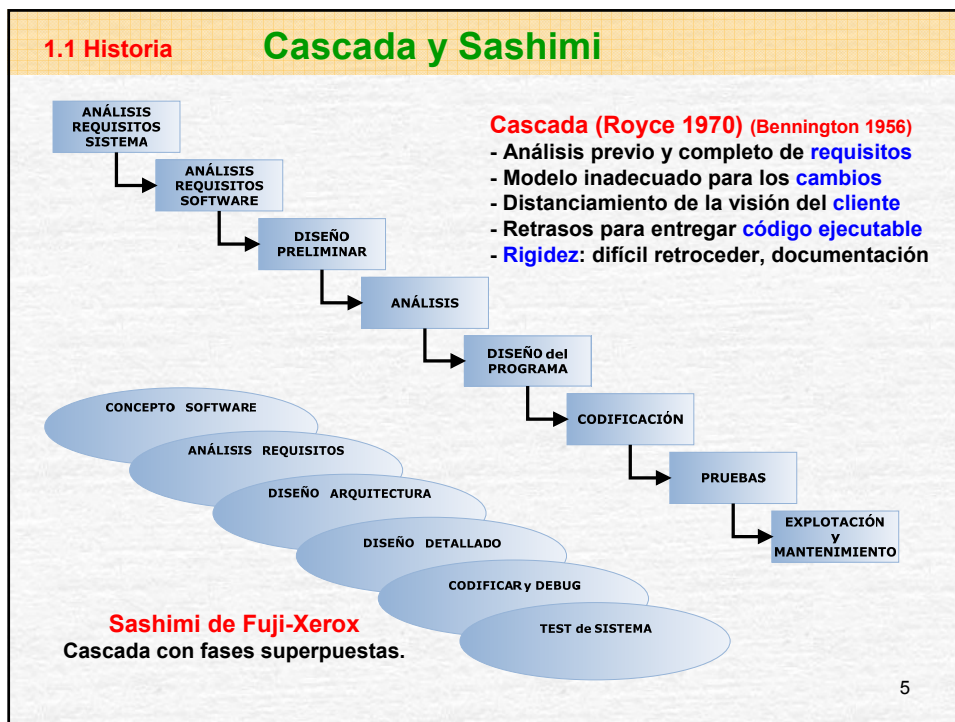 1.1 Historia
Cascada y Sashimi
ANÁLISIS
REQUISITOS
SISTEMA
ANÁLISIS
REQUISITOS
SOFTWARE
DISEÑO
PRELIMINAR
ANÁLISIS
DISEÑO del
PROGRAMA
CODIFICACIÓN
PRUEBAS
EXPLOTACIÓN
y
MANTENIMIENTO
Cascada (Royce 1970) (Bennington 1956)
- Análisis previo y completo de requisitos
- Modelo inadecuado para los cambios
- Distanciamiento de la visión del cliente
- Retrasos para entregar código ejecutable
- Rigidez: difícil retroceder, documentación
CONCEPTO SOFTWARE
ANÁLISIS REQUISITOS
DISEÑO ARQUITECTURA
DISEÑO DETALLADO
CODIFICAR y DEBUG
TEST de SISTEMA
Sashimi de Fuji-Xerox
Cascada con fases superpuestas.
5